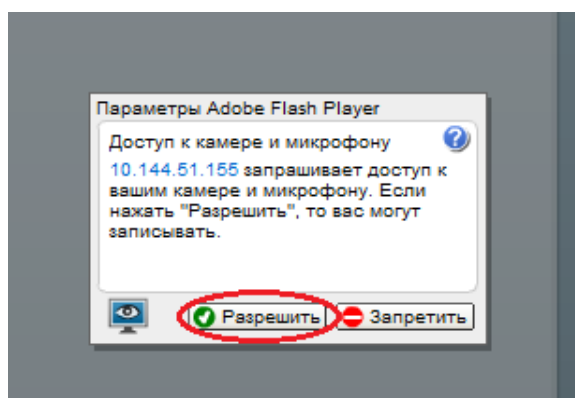 Параметры Adobe Flash Player
Доступ к камере и микрофону
10.144.51.155 запрашивает доступ к
вашим камере и микрофону. Если
нажать "Разрешить", то вас могут
записывать.
Разрешить Запретить